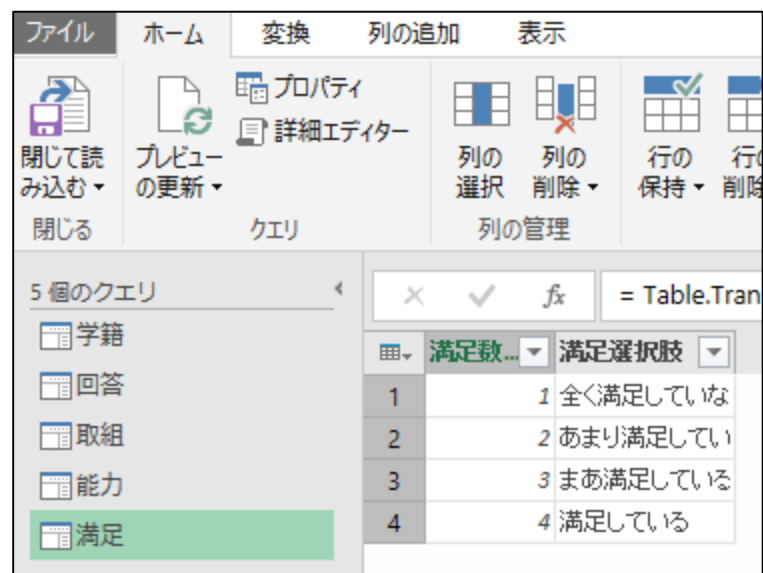 ファイル ホーム 変換 列の追加 表示
プロパティ
詳細エディター
閉じて読
み込む
プレビュー
の更新
列の
選択
列の
削除
行の
保持
行の
削除
閉じる クエリ 列の管理
5 個のクエリ
fx = Table.Tran
学籍
回答
取組
能力
満足
満足数... 満足選択肢
1 1 全く満足していな
2 2 あまり満足してい
3 3 まあ満足している
4 4 満足している